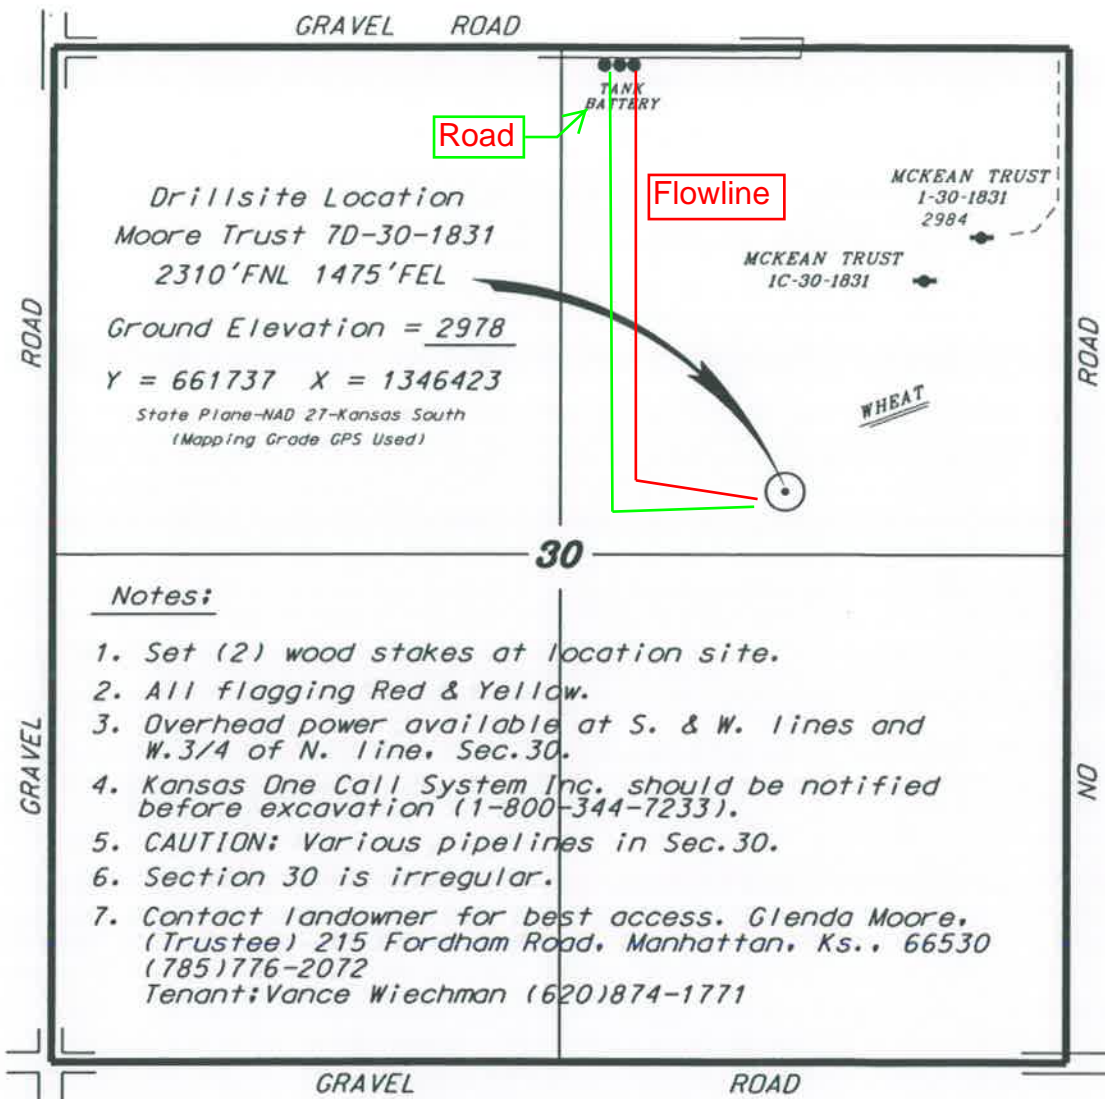 GRAVEL ROAD
TANK
BATTERY
Road
Flowline
MCKEAN TRUST
1-30-1831
2984
MCKEAN TRUST
1C-30-1831
Drillsite Location
Moore Trust 7D-30-1831
2310'FNL 1475'FEL
Ground Elevation = 2978
Y = 661737 X = 1346423
State Plane-NAD 27-Kansas South
(Mapping Grade GPS Used)
WHEAT
ROAD
ROAD
30
Notes:
1. Set (2) wood stakes at location site.
2. All flagging Red & Yellow.
3. Overhead power available at S. & W. lines and
W.3/4 of N. line, Sec.30.
4. Kansas One Call System Inc. should be notified
before excavation (1-800-344-7233).
5. CAUTION: Various pipelines in Sec.30.
6. Section 30 is irregular.
7. Contact landowner for best access. Glenda Moore,
(Trustee) 215 Fordham Road, Manhattan, Ks., 66530
(785)776-2072
Tenant:Vance Wiechman (620)874-1771
GRAVEL
NO
GRAVEL ROAD